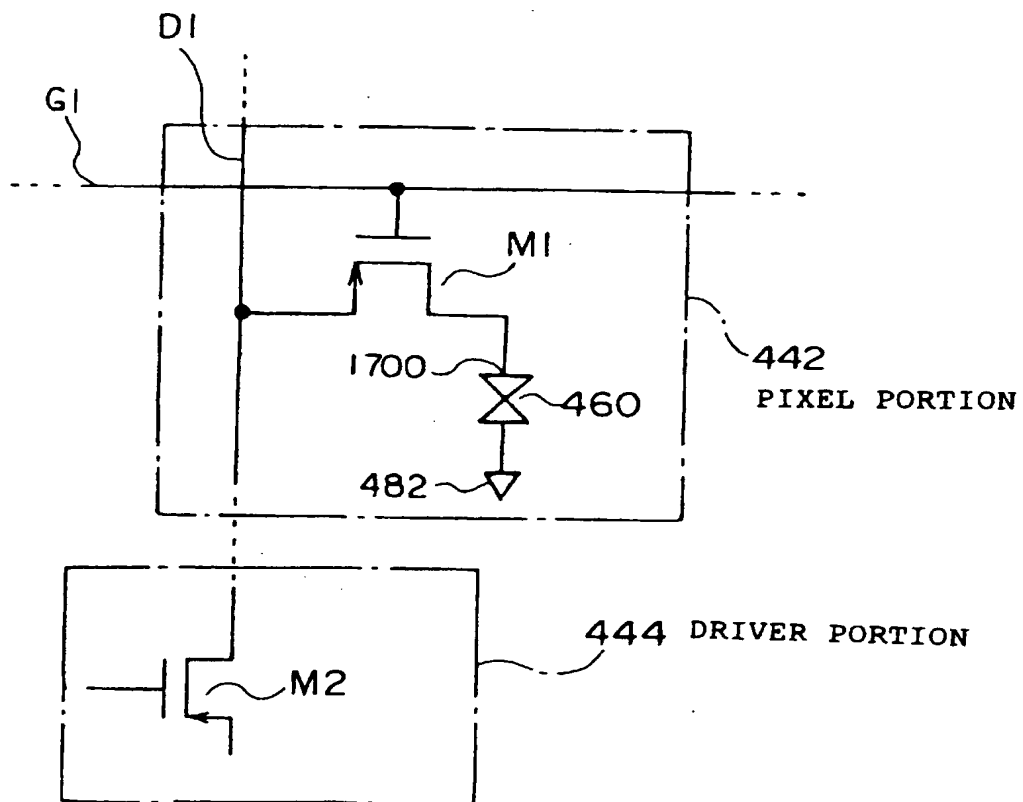 D1
G1
M1
1700
460
442
PIXEL PORTION
482
444 DRIVER PORTION
M2